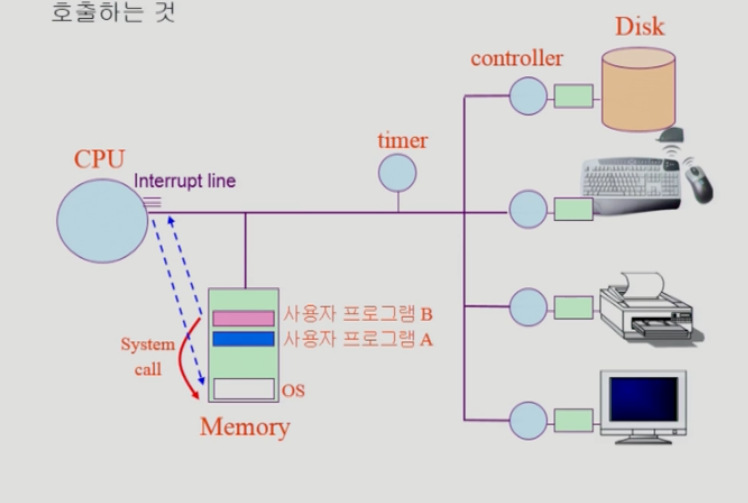 호출하는 것
Disk
controller
timer
CPU
Interrupt line
사용자 프로그램 B
사용자 프로그램 A
System
call
OS
Memory